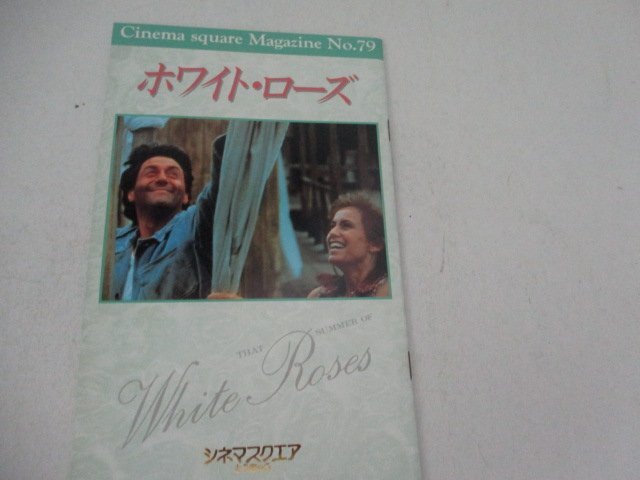 Cinema square Magazine No.79
ホワイト・ローズ
THAT SUMMER OF
White Roses
シネマスクエア